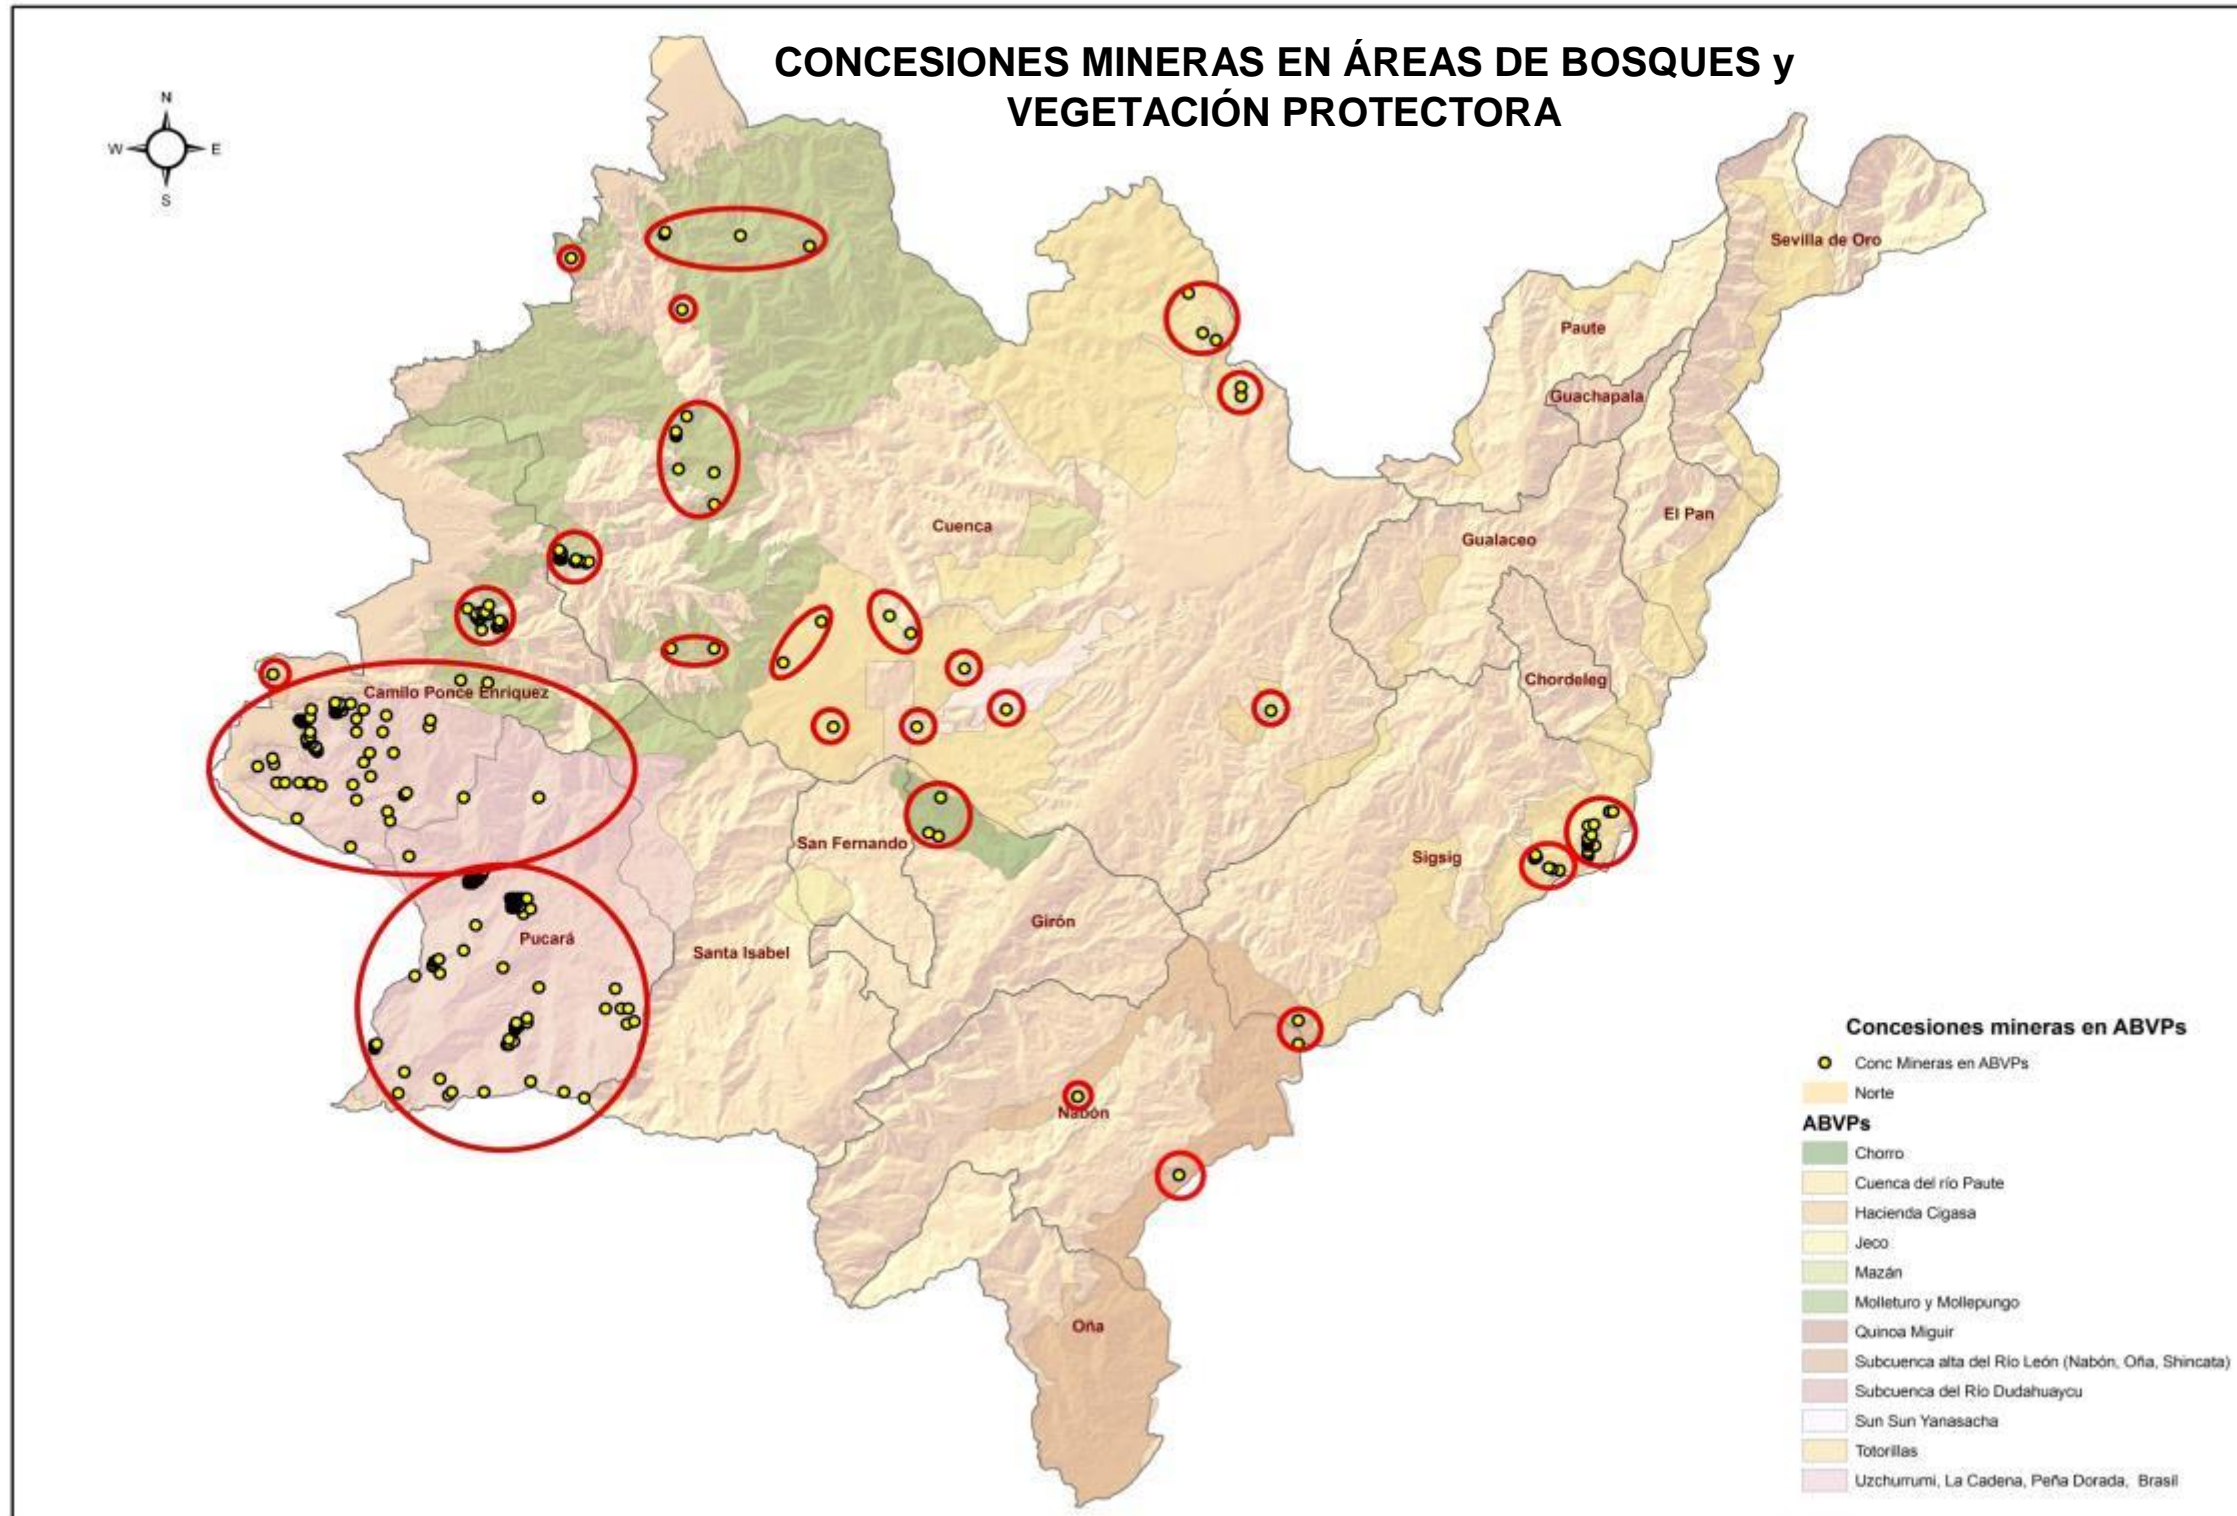 CONCESIONES MINERAS EN ÁREAS DE BOSQUES y
VEGETACIÓN PROTECTORA
N
W
E
S
Sevilla de Oro
Paute
Guachapala
El Pan
Cuenca
Gualaceo
Chordeleg
Camilo Ponce Enriquez
San Fernando
Sigsig
Girón
Pucará
Santa Isabel
Nabón
Oña
Concesiones mineras en ABVPs
Conc Mineras en ABVPs
Norte
ABVPs
Chorro
Cuenca del río Paute
Hacienda Cigasa
Jeco
Mazán
Molleturo y Mollepungo
Quinoa Miguir
Subcuenca alta del Río León (Nabón, Oña, Shincata)
Subcuenca del Río Dudahuaycu
Sun Sun Yanasacha
Totorillas
Uzchurrumi, La Cadena, Peña Dorada, Brasil